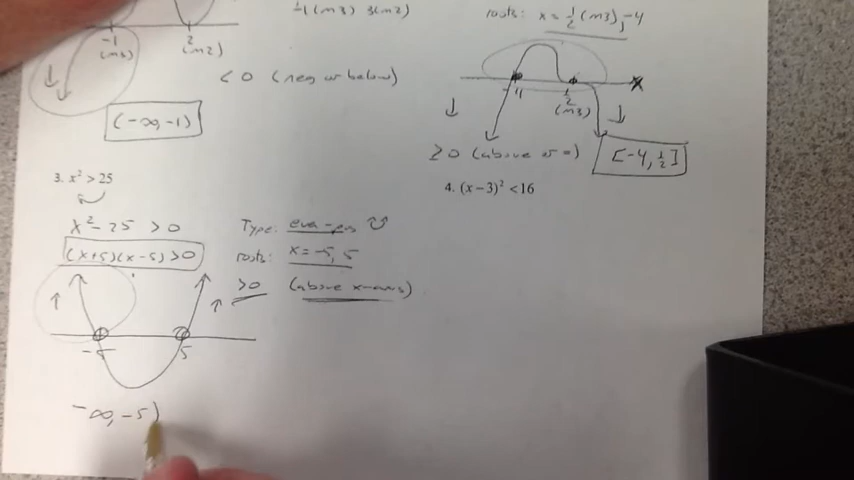 -1 (m3) 3(m2)
-1
(m3)
2
(m2)
< 0 (neg or below)
(-∞, -1)
roots: x = 1/2 (m3), -4
-4
1/2
(m3)
≥ 0 (above or =)
[-4, 1/2]
3. x² > 25
x² - 25 > 0
(x+5)(x-5) > 0
Type: even-pos
roots: x = -5, 5
> 0 (above x-axis)
-5
5
-∞, -5)
4. (x-3)² < 16